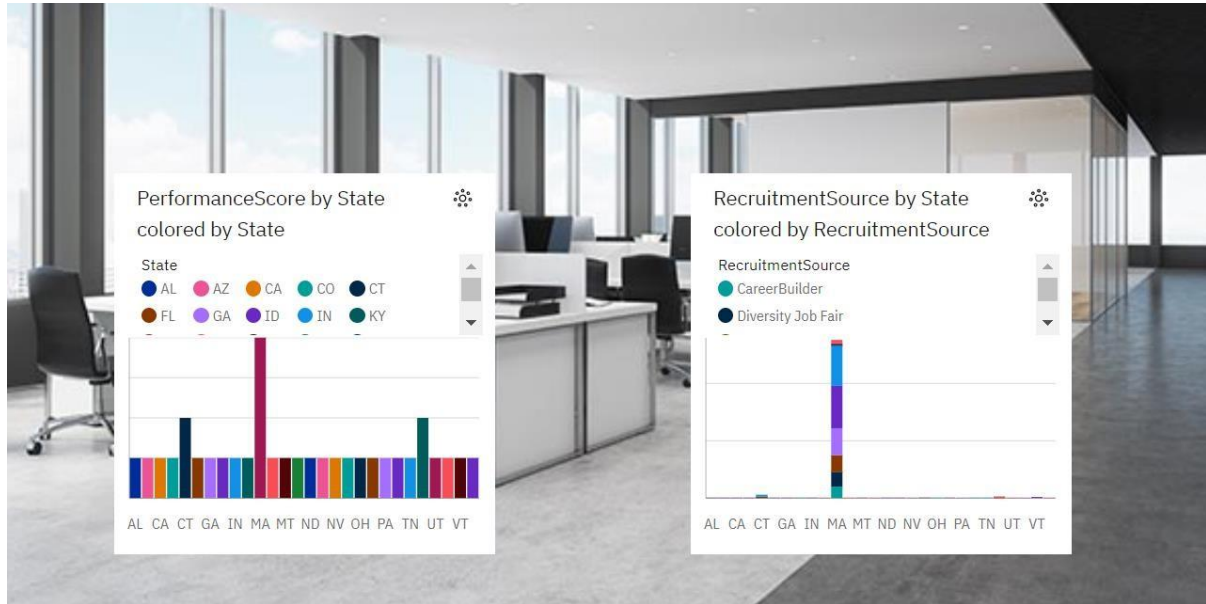 PerformanceScore by State
colored by State
State
AL AZ CA CO CT
FL GA ID IN KY
AL CA CT GA IN MA MT ND NV OH PA TN UT VT
RecruitmentSource by State
colored by RecruitmentSource
RecruitmentSource
CareerBuilder
Diversity Job Fair
AL CA CT GA IN MA MT ND NV OH PA TN UT VT